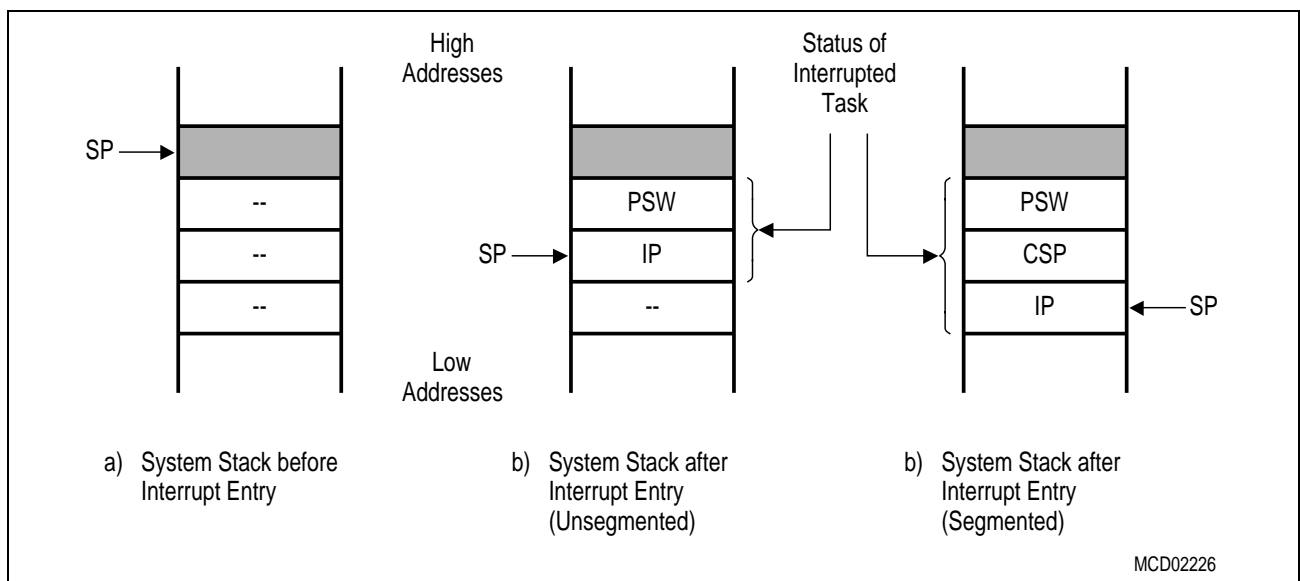 High
Addresses
Status of
Interrupted
Task
SP
--
--
--
SP
PSW
IP
--
PSW
CSP
IP
SP
Low
Addresses
a) System Stack before
Interrupt Entry
b) System Stack after
Interrupt Entry
(Unsegmented)
b) System Stack after
Interrupt Entry
(Segmented)
MCD02226